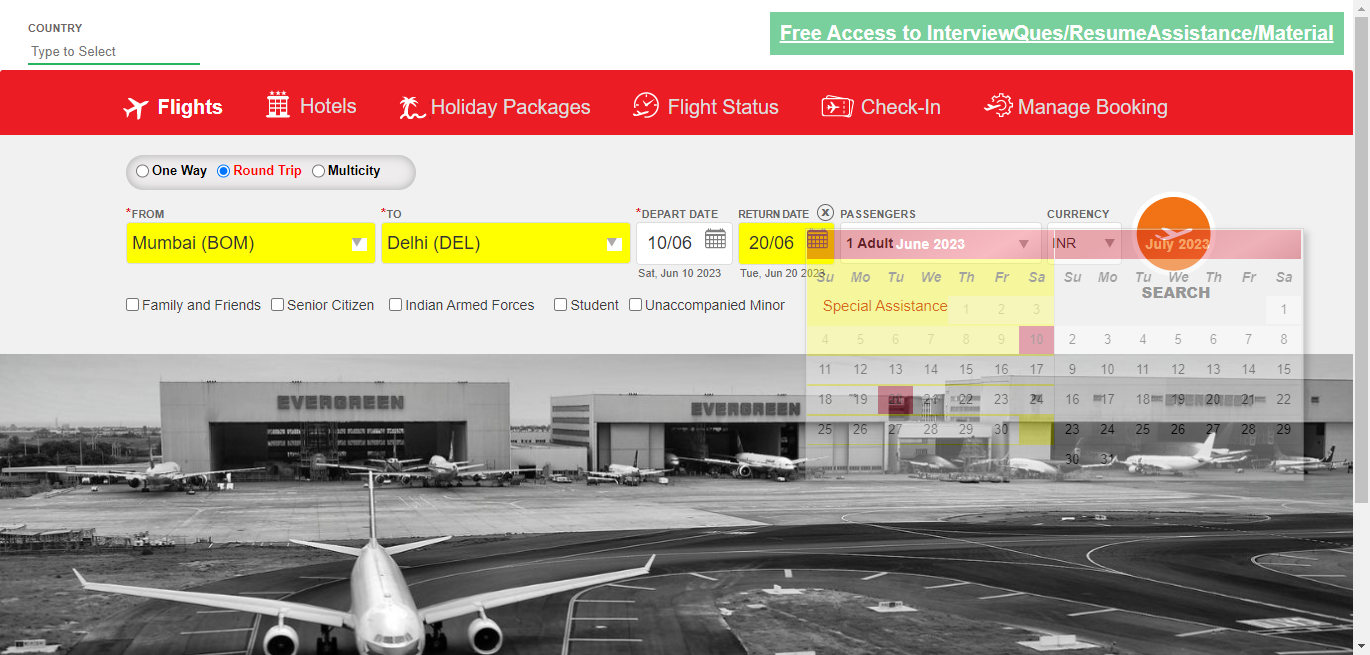 COUNTRY
Type to Select
Free Access to InterviewQues/ResumeAssistance/Material
Flights Hotels Holiday Packages Flight Status Check-In Manage Booking
One Way Round Trip Multicity
*FROM *TO *DEPART DATE RETURN DATE X PASSENGERS CURRENCY
Mumbai (BOM) Delhi (DEL) 10/06 20/06 1 Adult June 2023 INR July 2023
Sat, Jun 10 2023 Tue, Jun 20 2023
Su Mo Tu We Th Fr Sa Su Mo Tu We Th Fr Sa
SEARCH
Family and Friends Senior Citizen Indian Armed Forces Student Unaccompanied Minor Special Assistance
1 2 3 1
4 5 6 7 8 9 10 2 3 4 5 6 7 8
11 12 13 14 15 16 17 9 10 11 12 13 14 15
18 19 21 22 23 24 16 17 18 19 20 21 22
25 26 27 28 29 30 23 24 25 26 27 28 29
30 31
EVERGREEN
EVERGREEN